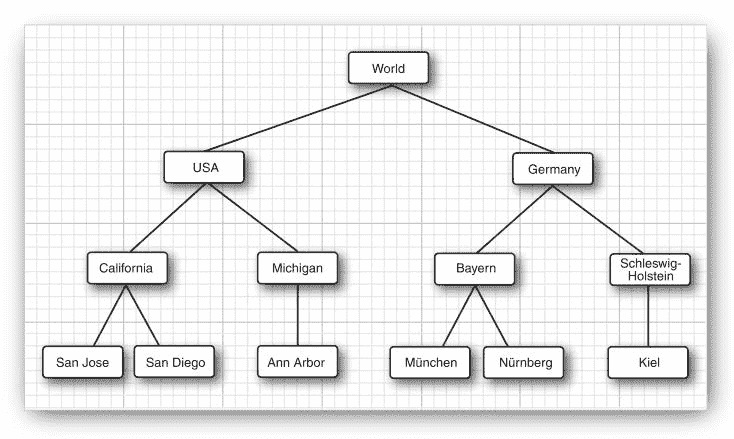 World
USA
Germany
California
Michigan
Bayern
Schleswig-
Holstein
San Jose
San Diego
Ann Arbor
München
Nürnberg
Kiel